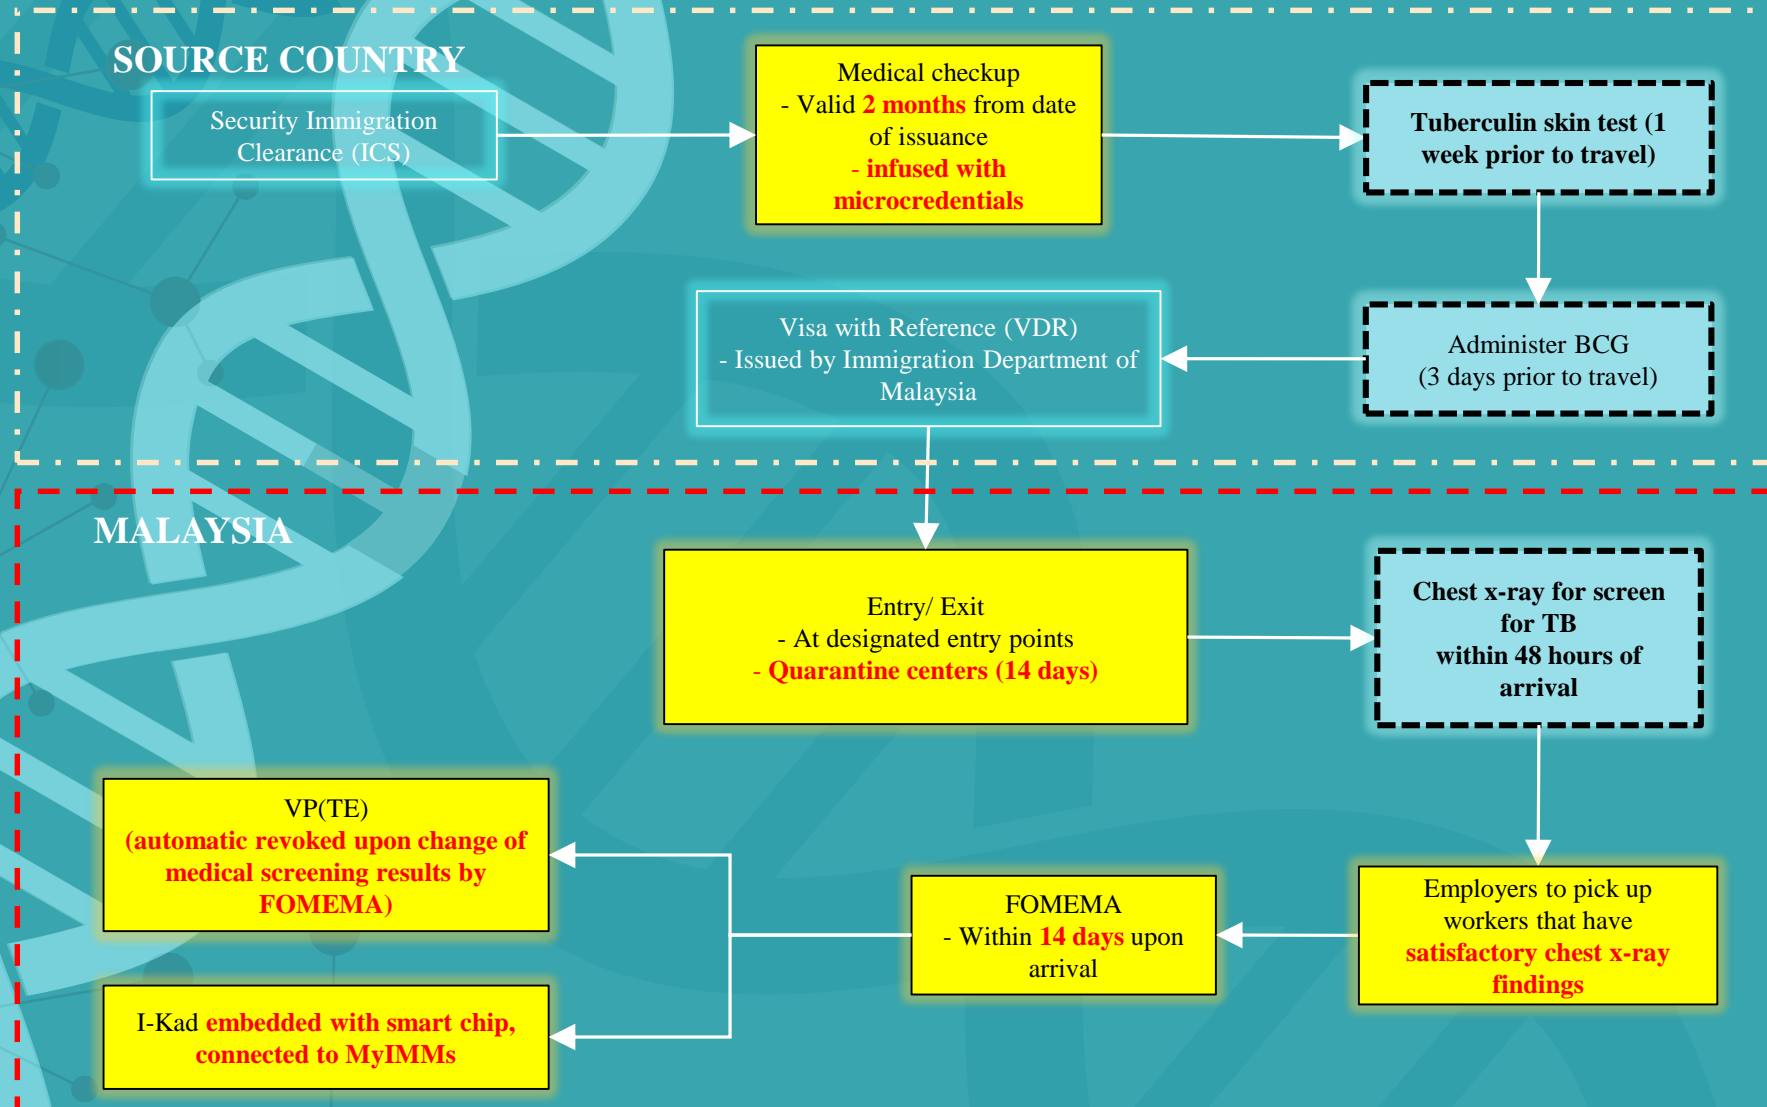 SOURCE COUNTRY
Security Immigration
Clearance (ICS)
Medical checkup
- Valid 2 months from date
of issuance
- infused with
microcredentials
Tuberculin skin test (1
week prior to travel)
Administer BCG
(3 days prior to travel)
Visa with Reference (VDR)
- Issued by Immigration Department of
Malaysia
MALAYSIA
Entry/ Exit
- At designated entry points
- Quarantine centers (14 days)
Chest x-ray for screen
for TB
within 48 hours of
arrival
Employers to pick up
workers that have
satisfactory chest x-ray
findings
FOMEMA
- Within 14 days upon
arrival
VP(TE)
(automatic revoked upon change of
medical screening results by
FOMEMA)
I-Kad embedded with smart chip,
connected to MyIMMs